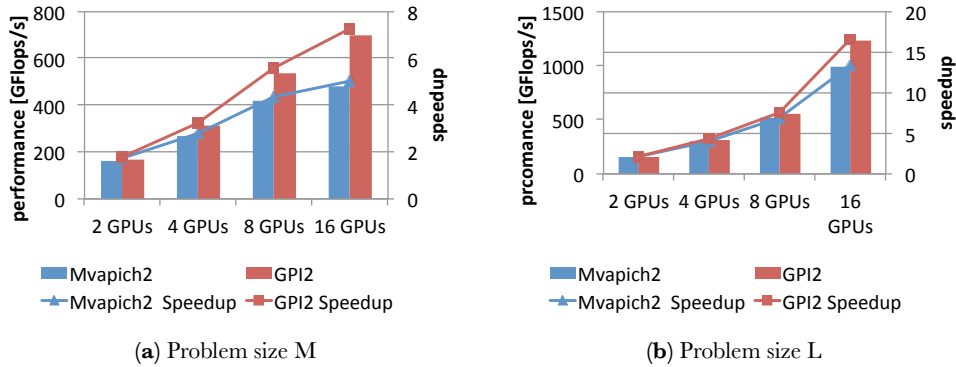 800
600
400
200
0
8
6
4
2
0
performance [GFlops/s]
speedup
2 GPUs 4 GPUs 8 GPUs 16 GPUs
Mvapich2 GPI2
Mvapich2 Speedup GPI2 Speedup
(a) Problem size M
1500
1000
500
0
20
15
10
5
0
prcomance [GFlops/s]
speedup
2 GPUs 4 GPUs 8 GPUs 16
GPUs
Mvapich2 GPI2
Mvapich2 Speedup GPI2 Speedup
(b) Problem size L